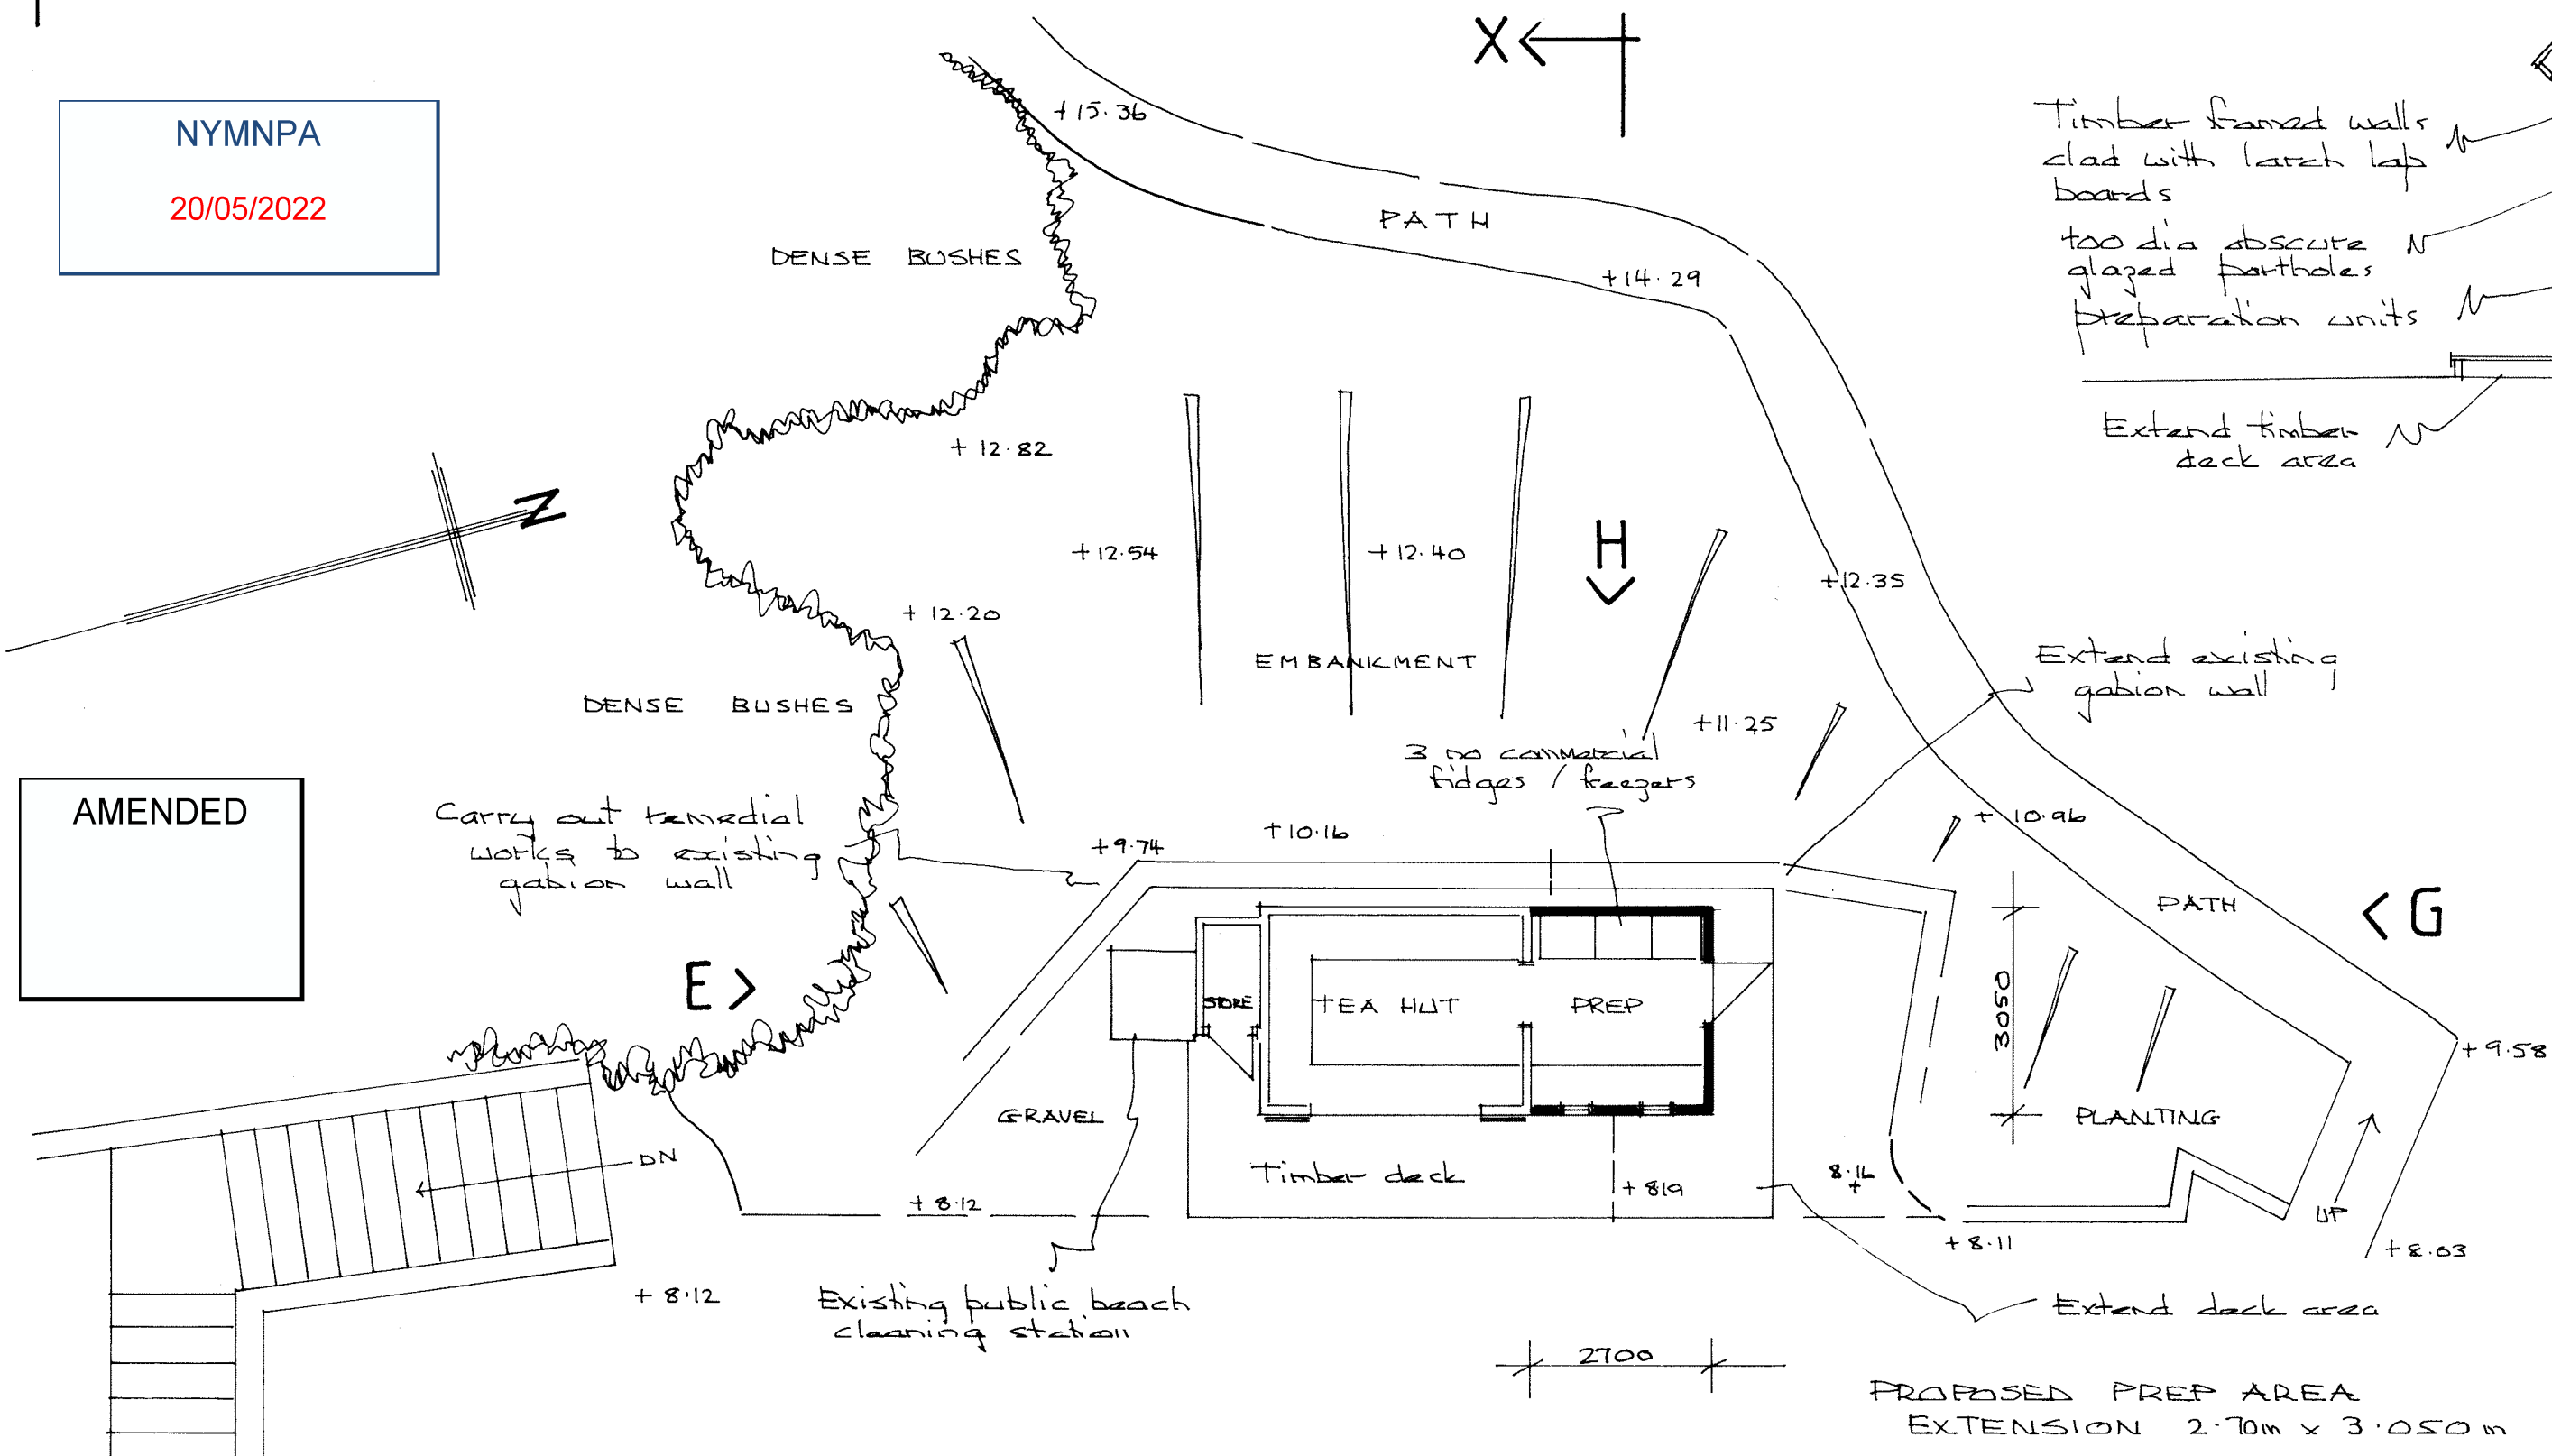 X
NYMNPA
20/05/2022
+15.36
Timber framed walls
clad with larch lap
boards
400 dia obscure
glazed portholes
preparation units
PATH
DENSE BUSHES
+14.29
Extend timber
deck area
+12.82
N
+12.54
+12.40
H
+12.35
+12.20
EMBANKMENT
Extend existing
gabion wall
DENSE BUSHES
+11.25
3 no commercial
fridges / freezers
AMENDED
Carry out remedial
works to existing
gabion wall
+9.74
+10.16
+10.96
PATH
G
E
STORE
TEA HUT
PREP
3050
+9.58
GRAVEL
PLANTING
DN
Timber deck
+819
8.16
+
+8.12
UP
+8.11
+8.03
+8.12
Existing public beach
cleaning station
Extend deck area
2700
PROPOSED PREP AREA
EXTENSION 2.70m x 3.050m